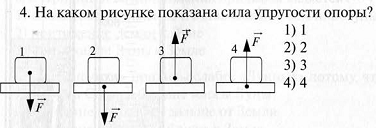 4. На каком рисунке показана сила упругости опоры?
1 2 3 4
F F F F
1) 1
2) 2
3) 3
4) 4